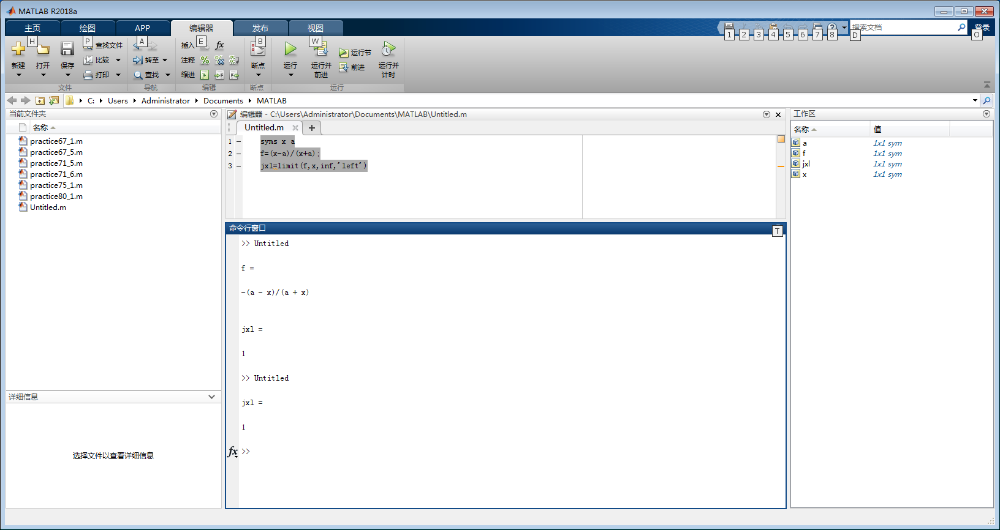 MATLAB R2018a
主页 绘图 APP 编辑器 发布 视图
1 2 3 4 5 6 7 8
搜索文档
登录
H P A E B W D O
新建
打开
保存
查找文件
比较
打印
文件
转至
查找
导航
插入 fx
注释
缩进
编辑
断点
断点
运行
运行并
前进
运行节
前进
运行并
计时
运行
C: Users Administrator Documents MATLAB
当前文件夹
名称
practice67_1.m
practice67_5.m
practice71_5.m
practice71_6.m
practice75_1.m
practice80_1.m
Untitled.m
详细信息
选择文件以查看详细信息
编辑器 - C:\Users\Administrator\Documents\MATLAB\Untitled.m
Untitled.m
1 – syms x a
2 – f=(x-a)/(x+a);
3 – jxl=limit(f,x,inf,'left')
命令行窗口
T
>> Untitled
f =
-(a - x)/(a + x)
jxl =
1
>> Untitled
jxl =
1
fx >>
工作区
名称 值
a 1x1 sym
f 1x1 sym
jxl 1x1 sym
x 1x1 sym